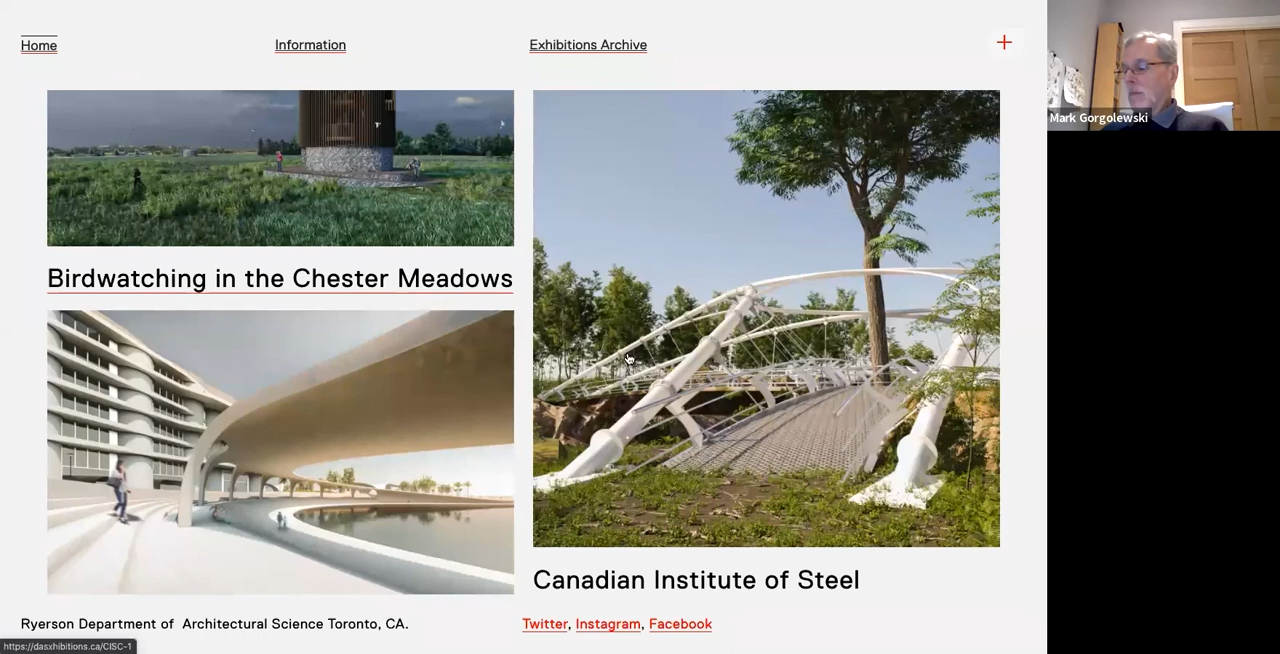 Home
Information
Exhibitions Archive
+
Mark Gorgolewski
Birdwatching in the Chester Meadows
Canadian Institute of Steel
Ryerson Department of Architectural Science Toronto, CA.
Twitter, Instagram, Facebook
https://dasxhibitions.ca/CISC-1